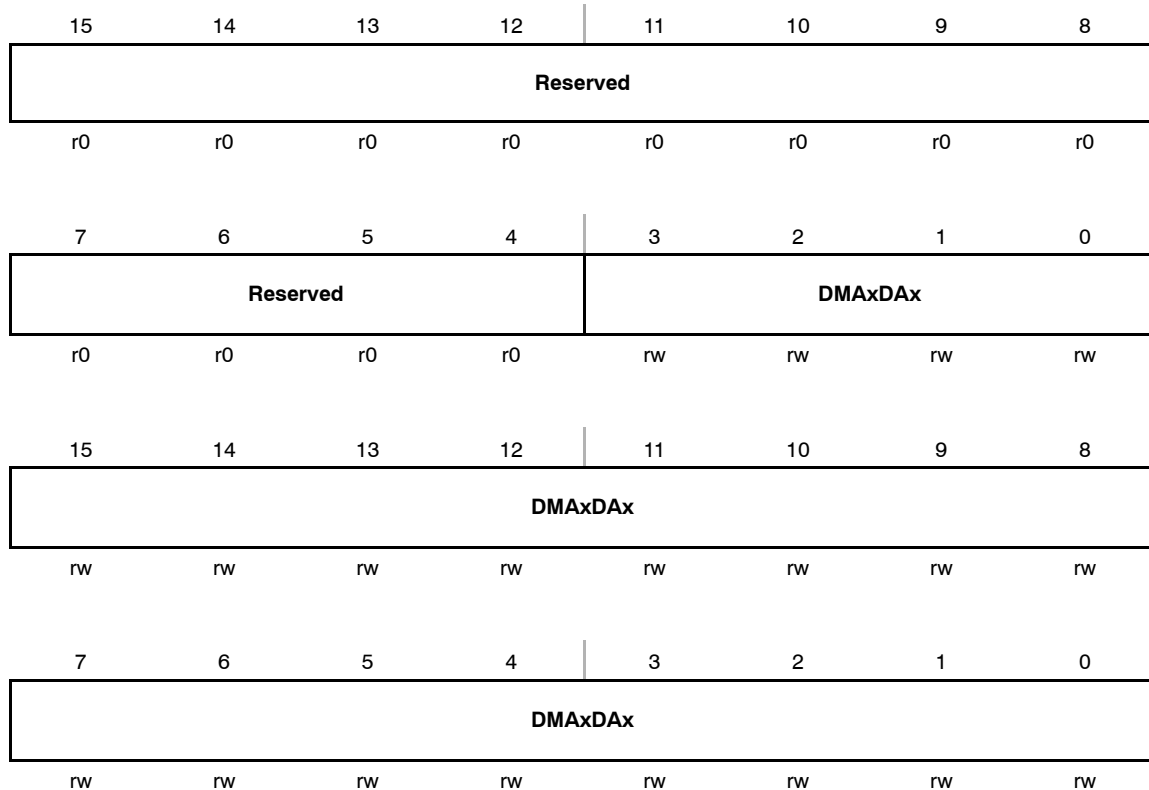 15 14 13 12 11 10 9 8
Reserved
r0 r0 r0 r0 r0 r0 r0 r0
7 6 5 4 3 2 1 0
Reserved DMAxDAx
r0 r0 r0 r0 rw rw rw rw
15 14 13 12 11 10 9 8
DMAxDAx
rw rw rw rw rw rw rw rw
7 6 5 4 3 2 1 0
DMAxDAx
rw rw rw rw rw rw rw rw